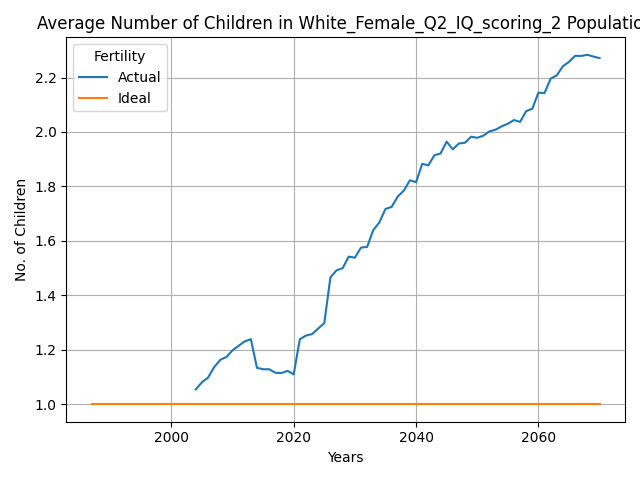 Average Number of Children in White_Female_Q2_IQ_scoring_2 Populatio
Fertility
Actual
Ideal
2.2
2.0
1.8
1.6
1.4
1.2
1.0
No. of Children
2000
2020
2040
2060
Years